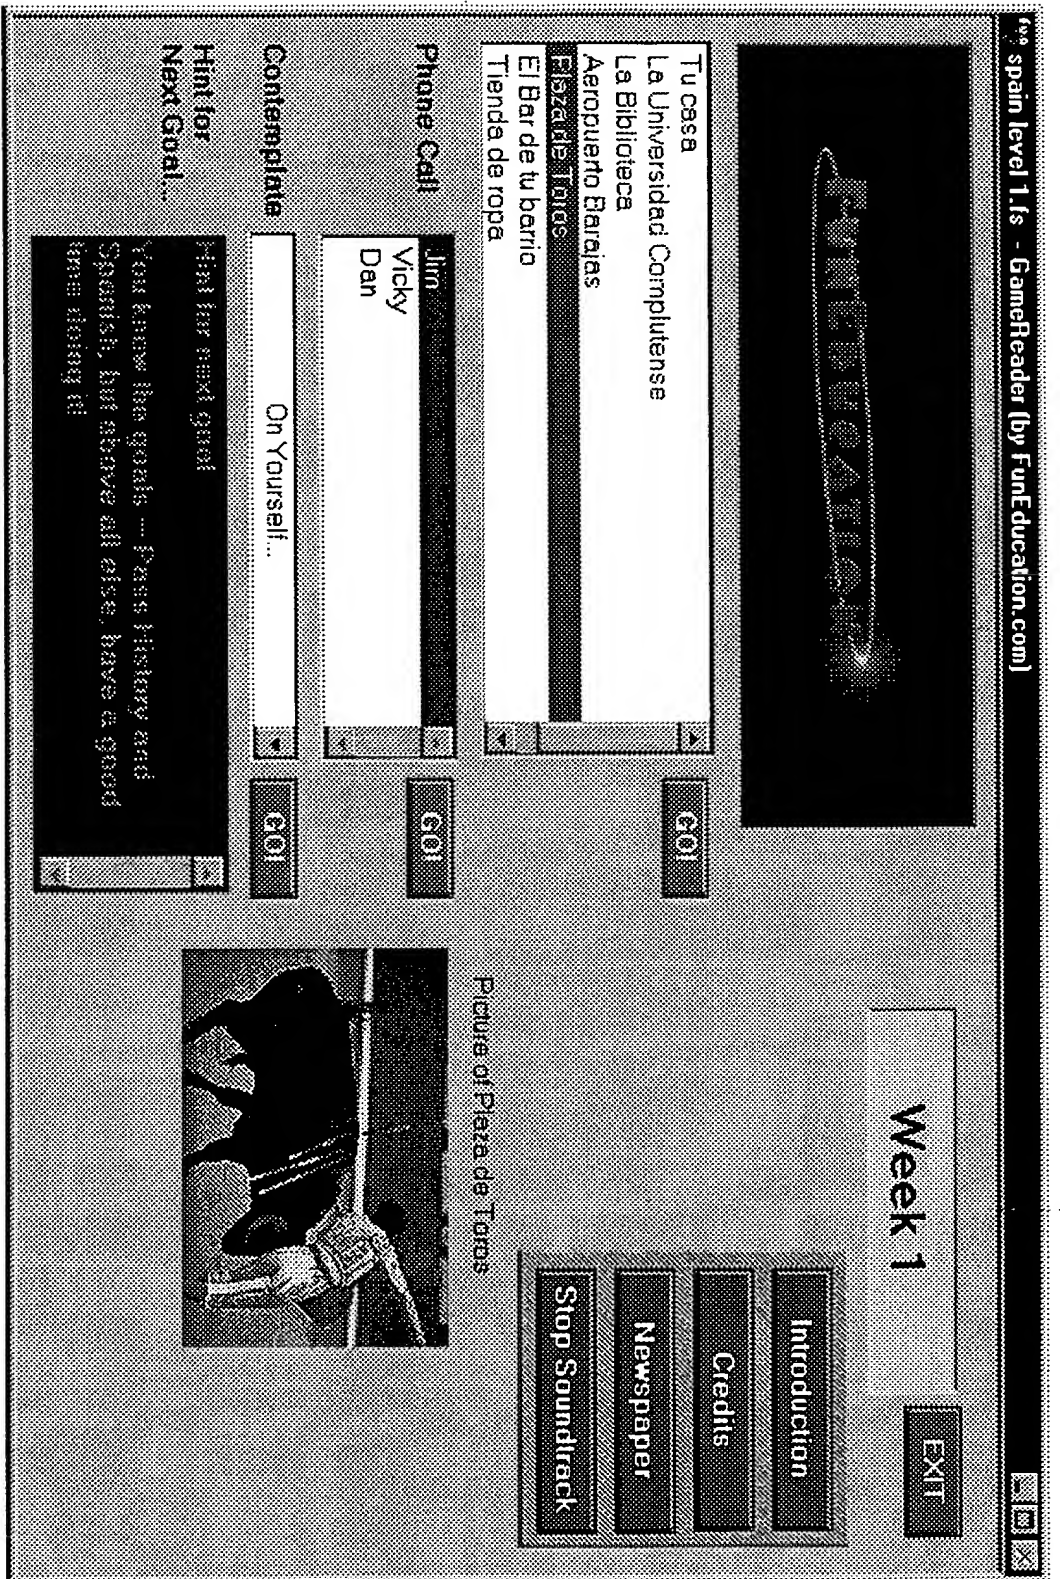 spain level 1.fs - GameReader (by FunEducation.com)
Week 1
EXIT
Tu casa
La Universidad Complutense
La Biblioteca
Aeropuerto Barajas
El Bar de tu barrio
Tienda de ropa
GO!
Introduction
Credits
Newspaper
Stop Soundtrack
Phone Call
Jim
Vicky
Dan
GO!
Contemplate
On Yourself...
GO!
Picture of Plaza de Toros
Hint for
Next Goal...
Hint for next goal
You know the goals -- Pass History and
Spanish, but above all else, have a good
time doing it!